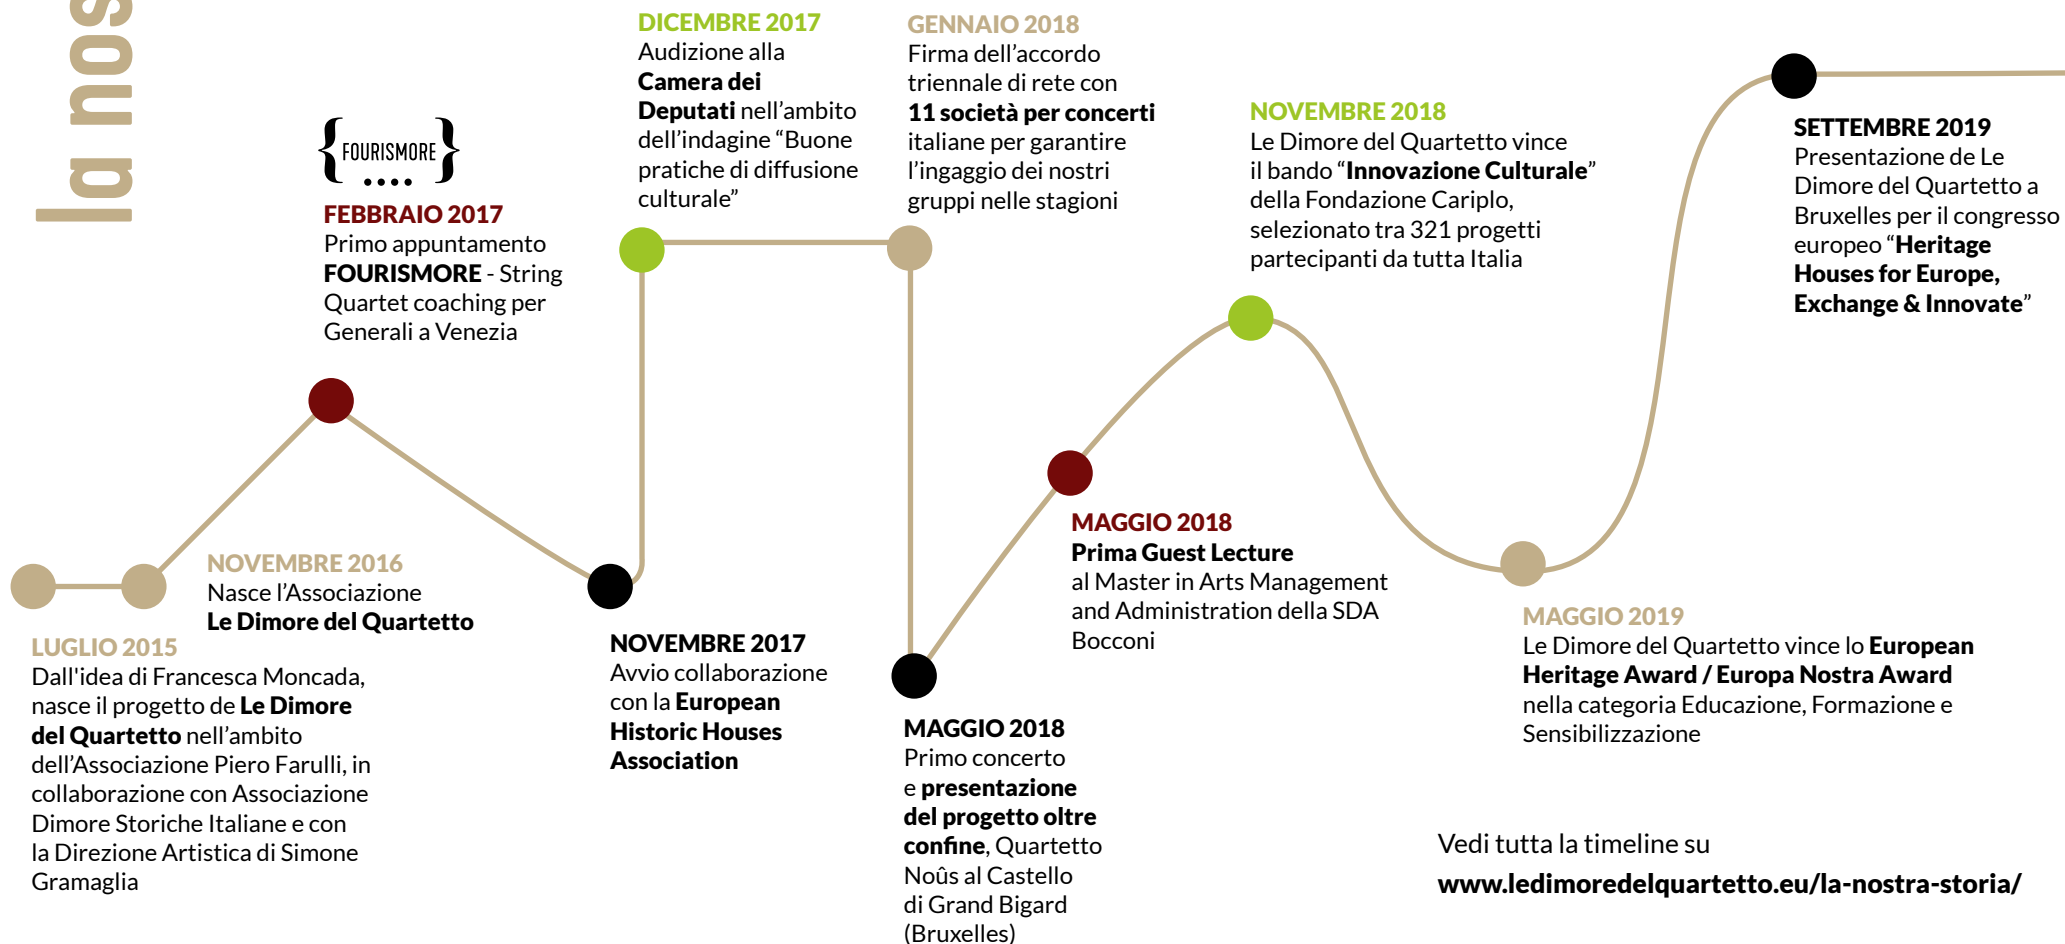 la nos
LUGLIO 2015
Dall'idea di Francesca Moncada,
nasce il progetto de Le Dimore
del Quartetto nell’ambito
dell’Associazione Piero Farulli, in
collaborazione con Associazione
Dimore Storiche Italiane e con
la Direzione Artistica di Simone
Gramaglia
NOVEMBRE 2016
Nasce l’Associazione
Le Dimore del Quartetto
{FOURISMORE}
FEBBRAIO 2017
Primo appuntamento
FOURISMORE - String
Quartet coaching per
Generali a Venezia
NOVEMBRE 2017
Avvio collaborazione
con la European
Historic Houses
Association
DICEMBRE 2017
Audizione alla
Camera dei
Deputati nell’ambito
dell’indagine “Buone
pratiche di diffusione
culturale”
GENNAIO 2018
Firma dell’accordo
triennale di rete con
11 società per concerti
italiane per garantire
l’ingaggio dei nostri
gruppi nelle stagioni
MAGGIO 2018
Primo concerto
e presentazione
del progetto oltre
confine, Quartetto
Noûs al Castello
di Grand Bigard
(Bruxelles)
MAGGIO 2018
Prima Guest Lecture
al Master in Arts Management
and Administration della SDA
Bocconi
NOVEMBRE 2018
Le Dimore del Quartetto vince
il bando “Innovazione Culturale”
della Fondazione Cariplo,
selezionato tra 321 progetti
partecipanti da tutta Italia
MAGGIO 2019
Le Dimore del Quartetto vince lo European
Heritage Award / Europa Nostra Award
nella categoria Educazione, Formazione e
Sensibilizzazione
SETTEMBRE 2019
Presentazione de Le
Dimore del Quartetto a
Bruxelles per il congresso
europeo “Heritage
Houses for Europe,
Exchange & Innovate”
Vedi tutta la timeline su
www.ledimoredelquartetto.eu/la-nostra-storia/